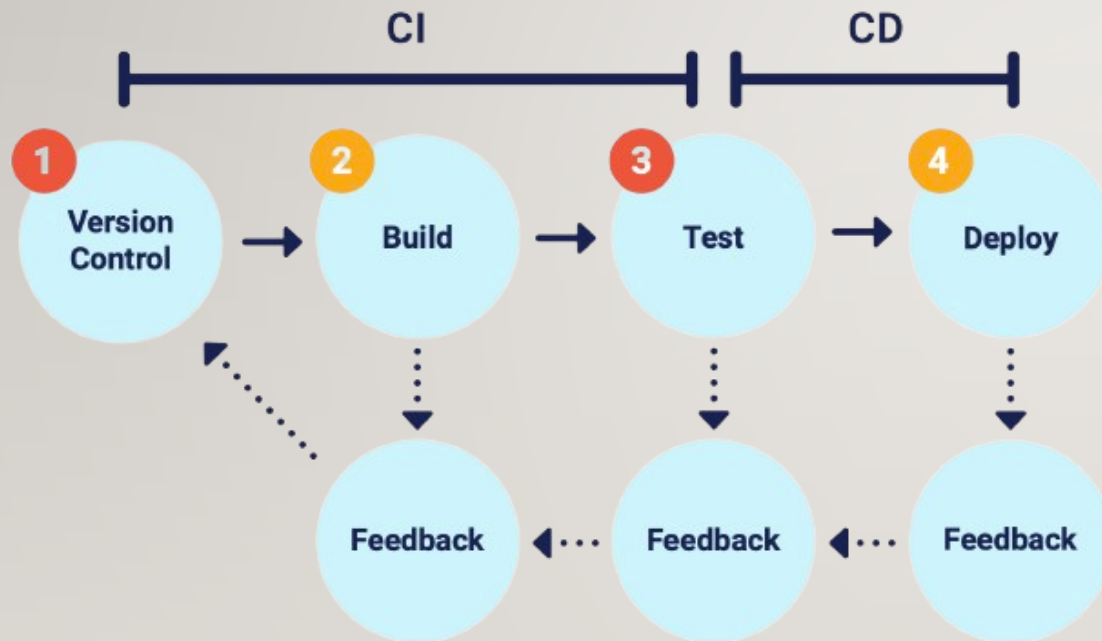 CI
CD
1
2
3
4
Version
Control
Build
Test
Deploy
Feedback
Feedback
Feedback